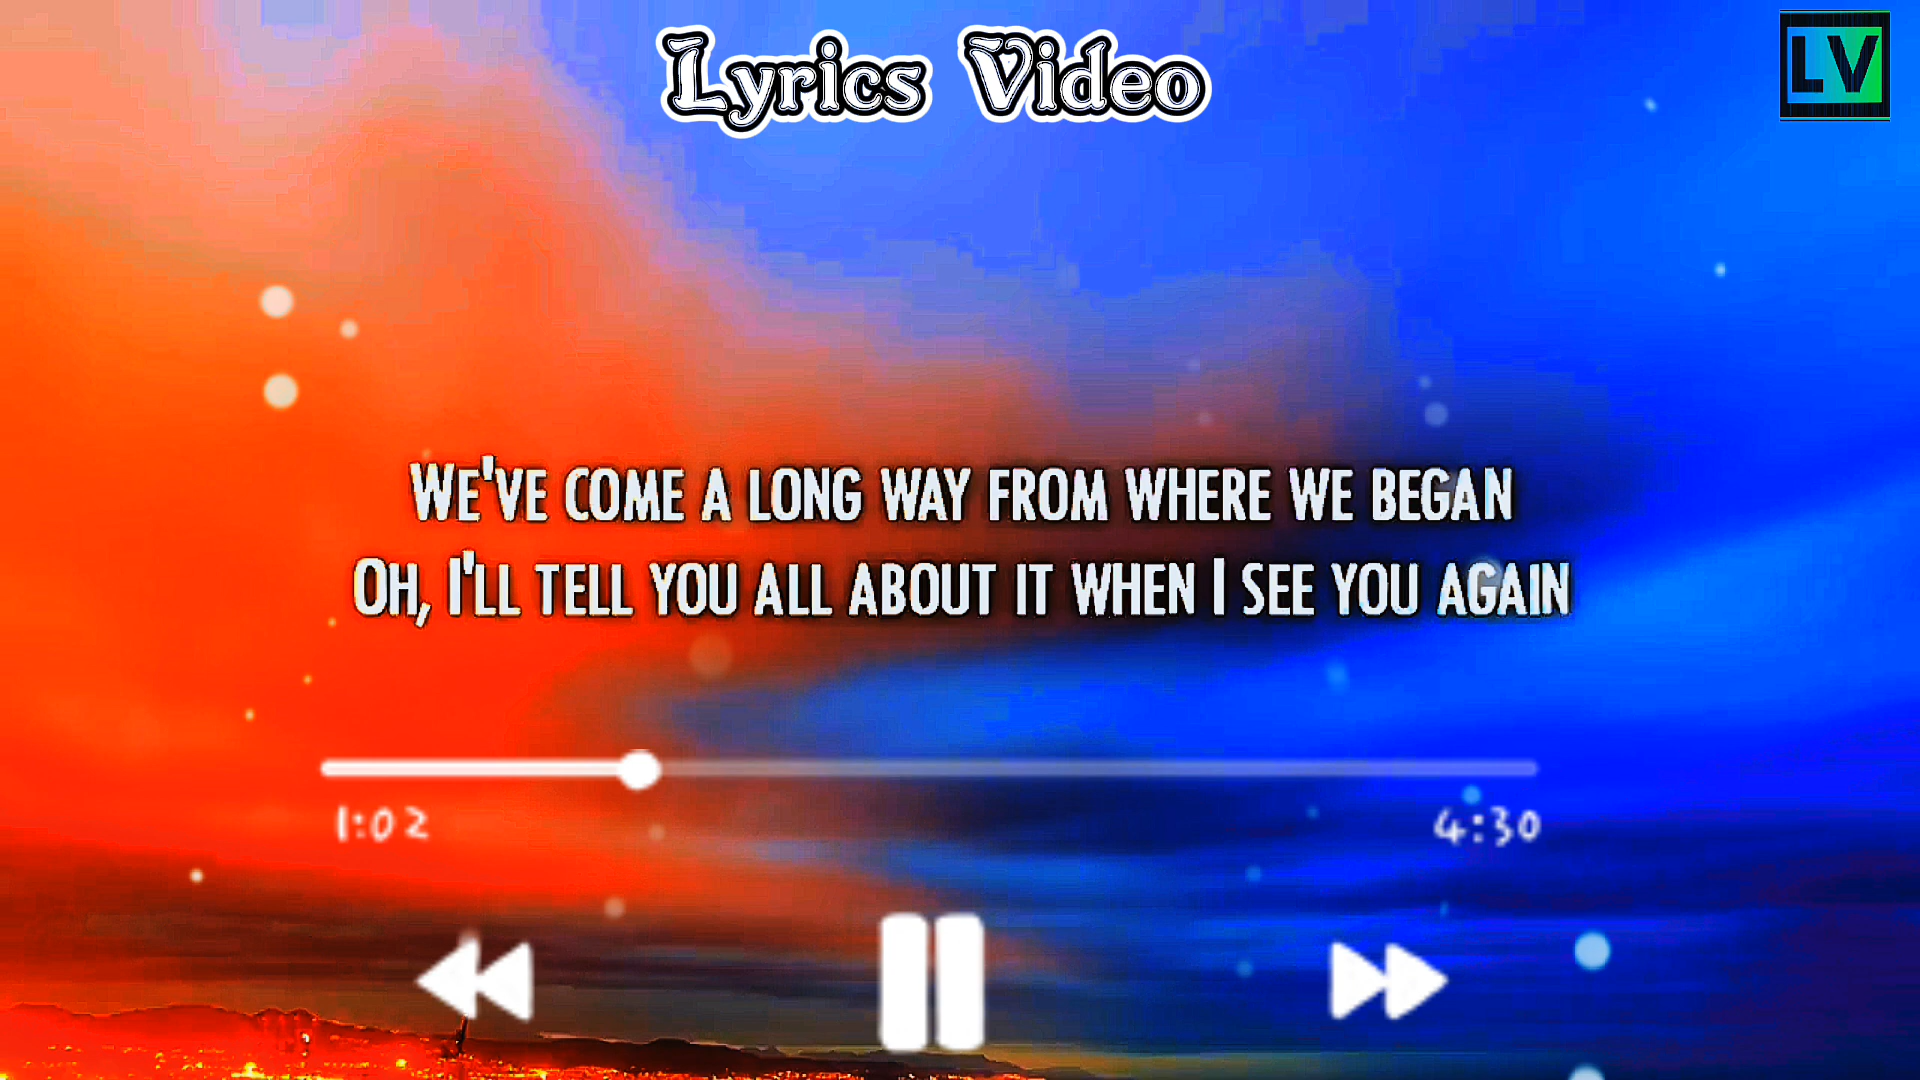 Lyrics Video
LV
We've come a long way from where we began
Oh, I'll tell you all about it when I see you again
1:02
4:30